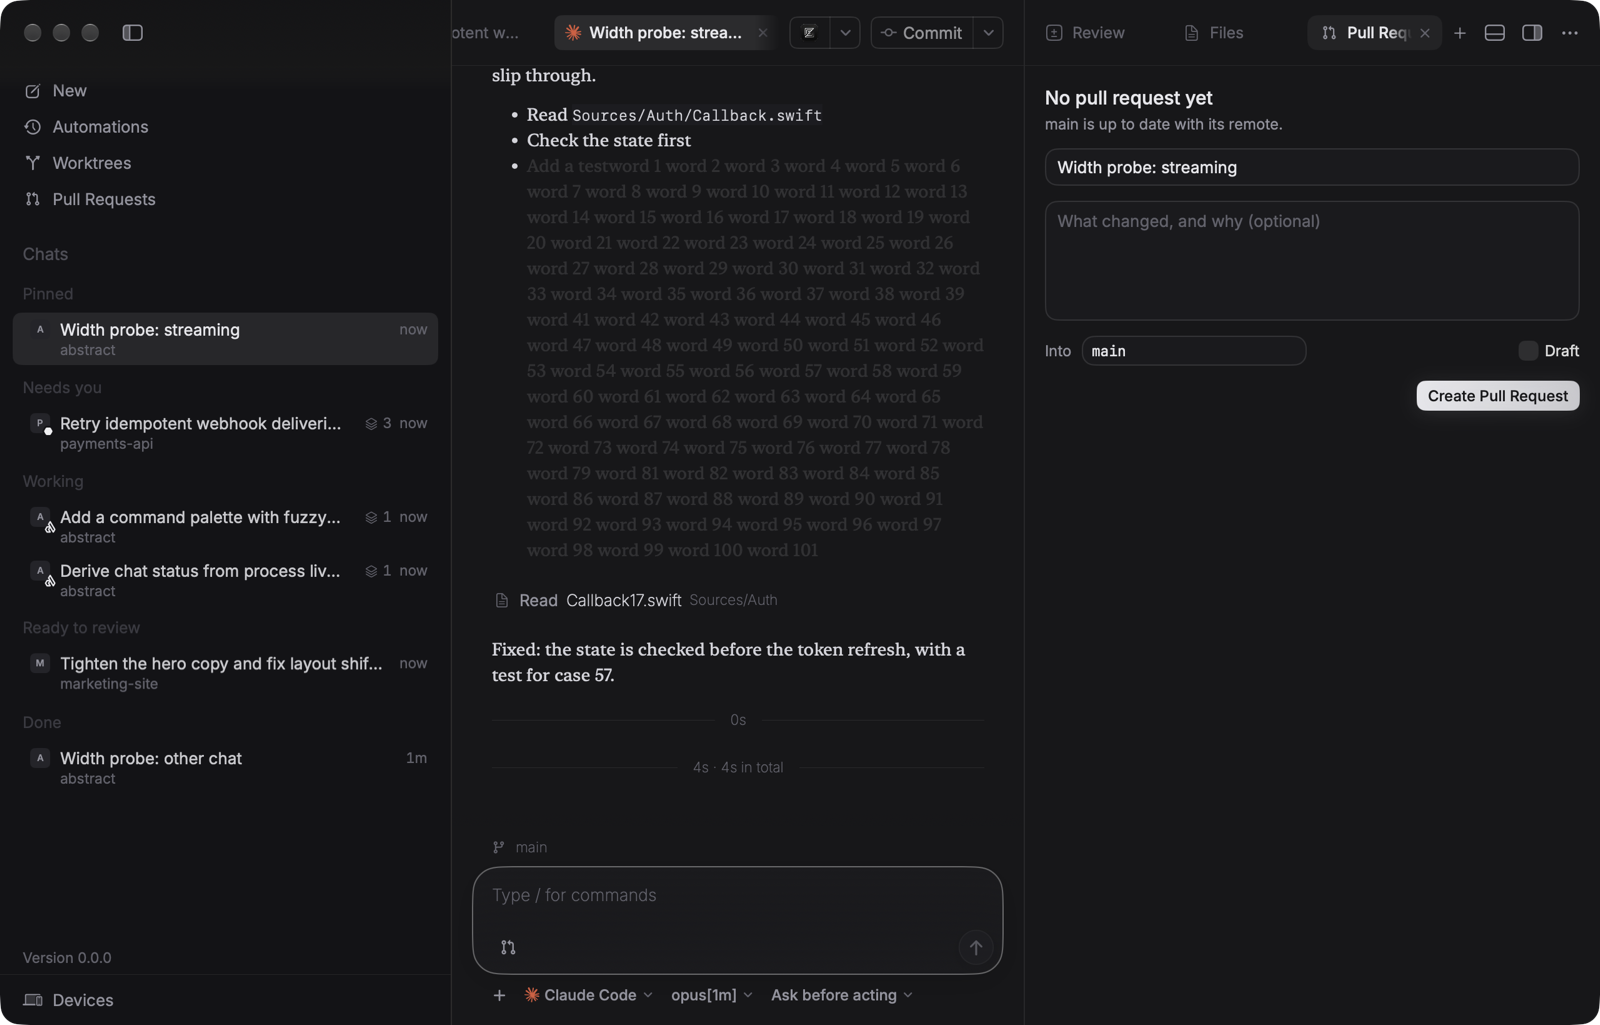 New
Automations
Worktrees
Pull Requests
Chats
Pinned
A Width probe: streaming now
abstract
Needs you
P Retry idempotent webhook deliveri... 3 now
payments-api
Working
A Add a command palette with fuzzy... 1 now
abstract
A Derive chat status from process liv... 1 now
abstract
Ready to review
M Tighten the hero copy and fix layout shif... now
marketing-site
Done
A Width probe: other chat 1m
abstract
Version 0.0.0
Devices
otent w... Width probe: strea... Commit
slip through.
• Read Sources/Auth/Callback.swift
• Check the state first
• Add a testword 1 word 2 word 3 word 4 word 5 word 6
word 7 word 8 word 9 word 10 word 11 word 12 word 13
word 14 word 15 word 16 word 17 word 18 word 19 word
20 word 21 word 22 word 23 word 24 word 25 word 26
word 27 word 28 word 29 word 30 word 31 word 32 word
33 word 34 word 35 word 36 word 37 word 38 word 39
word 41 word 42 word 43 word 44 word 45 word 46
word 47 word 48 word 49 word 50 word 51 word 52 word
53 word 54 word 55 word 56 word 57 word 58 word 59
word 60 word 61 word 62 word 63 word 64 word 65
word 66 word 67 word 68 word 69 word 70 word 71 word
72 word 73 word 74 word 75 word 76 word 77 word 78
word 79 word 81 word 82 word 83 word 84 word 85
word 86 word 87 word 88 word 89 word 90 word 91
word 92 word 93 word 94 word 95 word 96 word 97
word 98 word 99 word 100 word 101
Read Callback17.swift Sources/Auth
Fixed: the state is checked before the token refresh, with a
test for case 57.
0s
4s · 4s in total
main
Type / for commands
Claude Code opus[1m] Ask before acting
Review Files Pull Req
No pull request yet
main is up to date with its remote.
Width probe: streaming
What changed, and why (optional)
Into main Draft
Create Pull Request